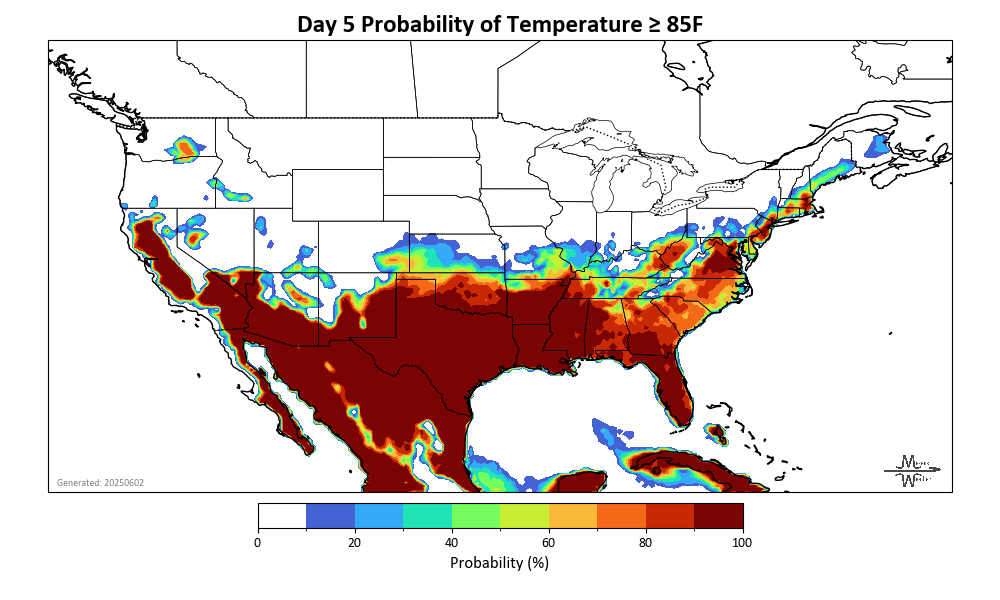 Day 5 Probability of Temperature ≥ 85F
Generated: 20250602
0 20 40 60 80 100
Probability (%)